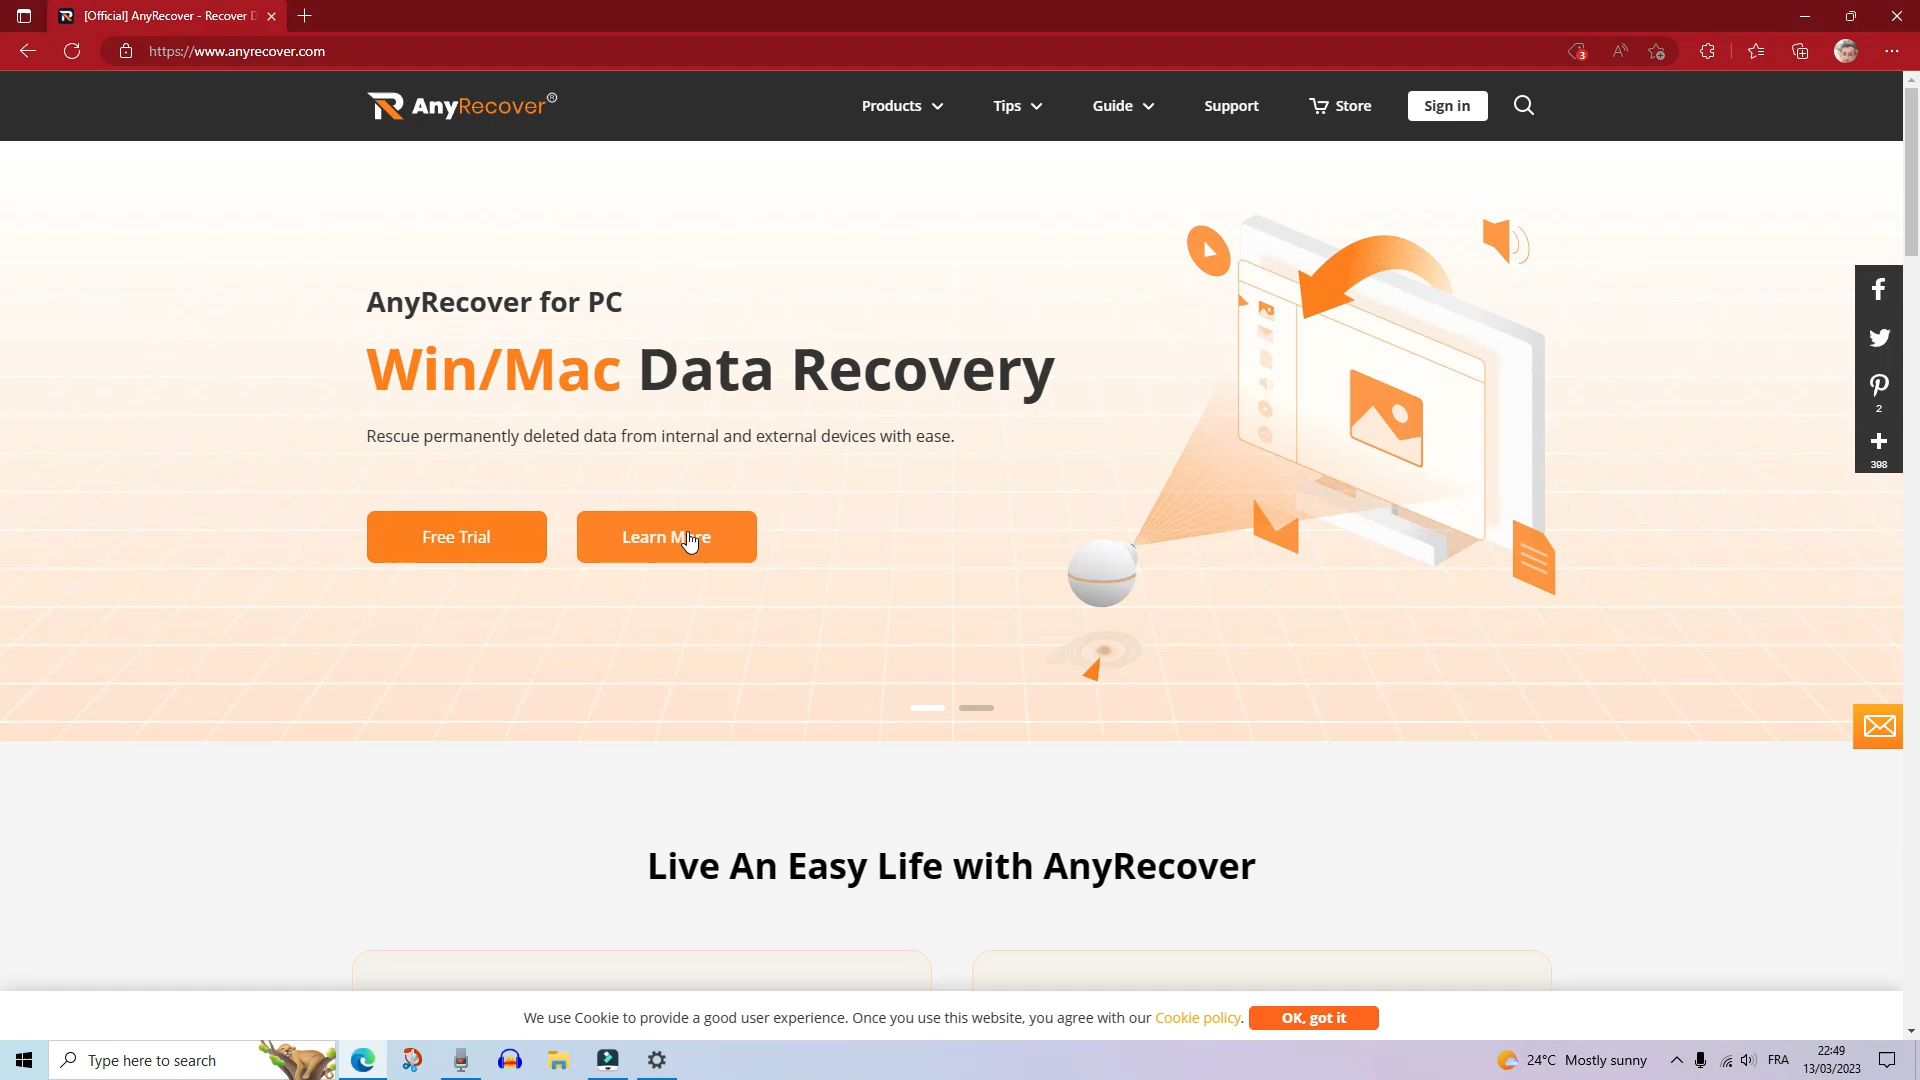 [Official] AnyRecover - Recover D
https://www.anyrecover.com
3
AnyRecover®
Products
Tips
Guide
Support
Store
Sign in
AnyRecover for PC
Win/Mac Data Recovery
Rescue permanently deleted data from internal and external devices with ease.
Free Trial
Learn More
2
398
Live An Easy Life with AnyRecover
We use Cookie to provide a good user experience. Once you use this website, you agree with our Cookie policy.
OK, got it
Type here to search
24°C Mostly sunny
FRA
22:49
13/03/2023